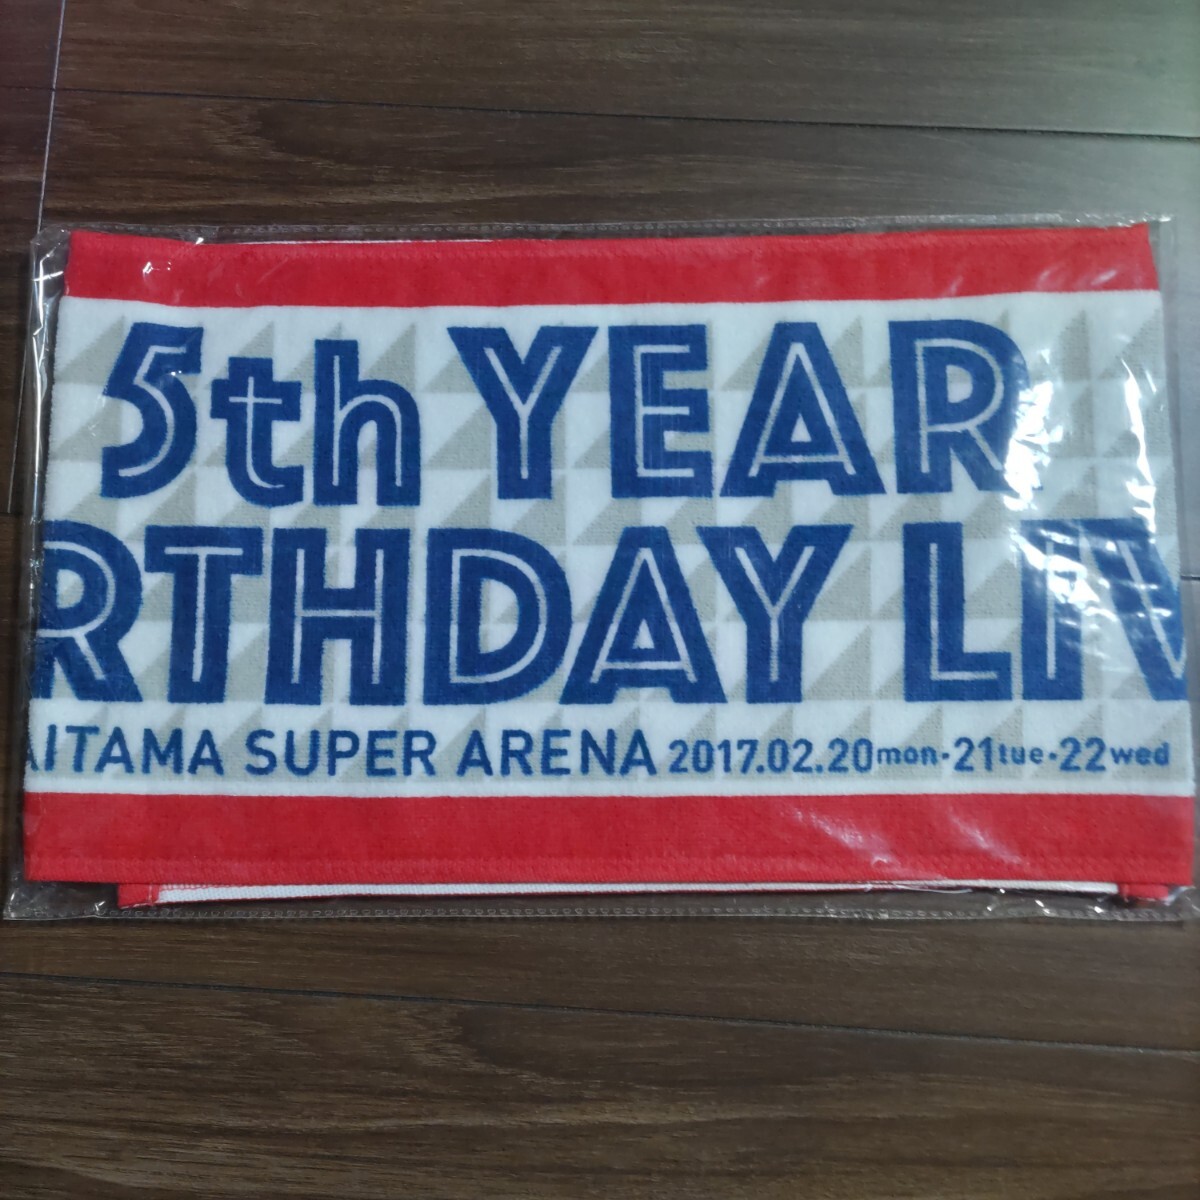 5th YEAR
RTHDAY LIV
AITAMA SUPER ARENA 2017.02.20mon·21tue·22wed